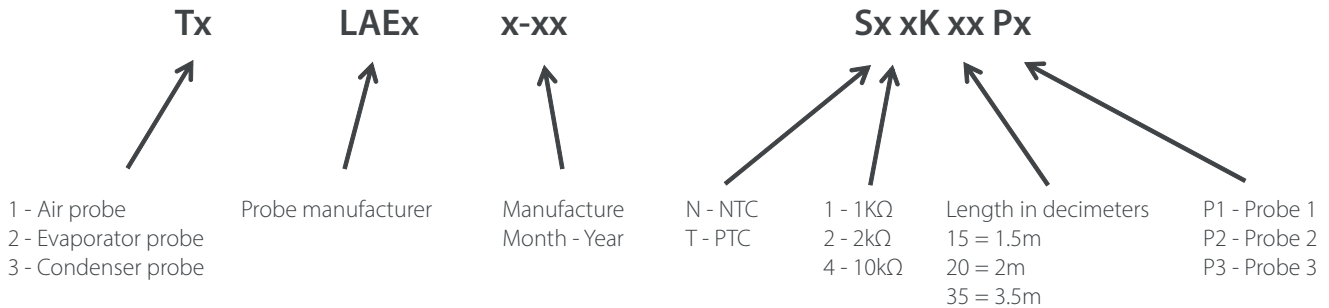 Tx LAEx x-xx Sx xK xx Px
1 - Air probe
2 - Evaporator probe
3 - Condenser probe
Probe manufacturer
Manufacture
Month - Year
N - NTC
T - PTC
1 - 1KΩ
2 - 2kΩ
4 - 10kΩ
Length in decimeters
15 = 1.5m
20 = 2m
35 = 3.5m
P1 - Probe 1
P2 - Probe 2
P3 - Probe 3